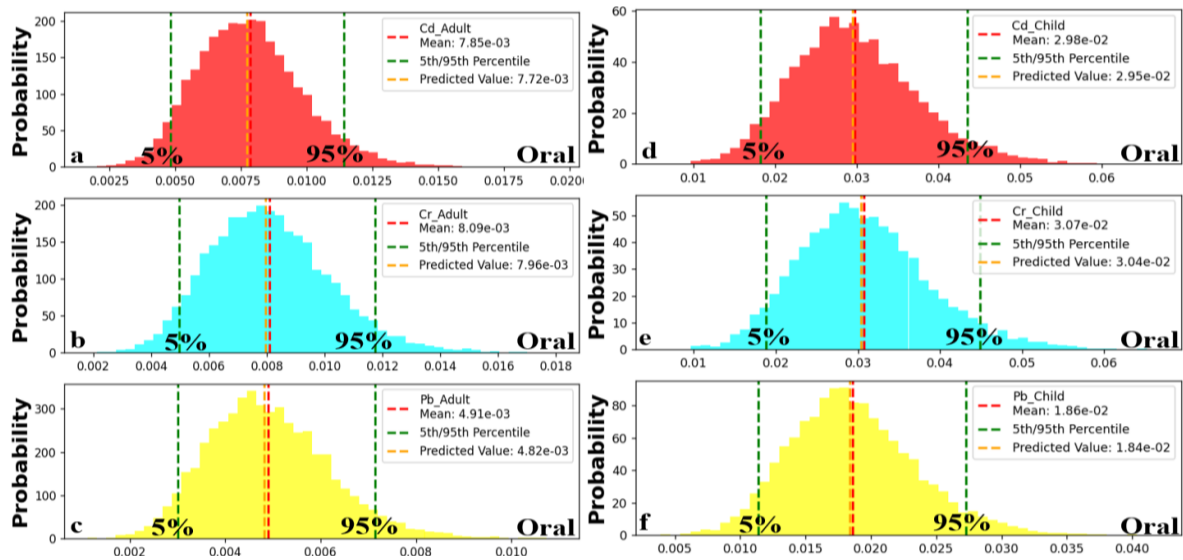 Probability
200
150
100
50
0
Cd_Adult
Mean: 7.85e-03
5th/95th Percentile
Predicted Value: 7.72e-03
a
5%
95%
Oral
0.0025
0.0050
0.0075
0.0100
0.0125
0.0150
0.0175
0.020
Probability
60
40
20
0
Cd_Child
Mean: 2.98e-02
5th/95th Percentile
Predicted Value: 2.95e-02
d
5%
95%
Oral
0.01
0.02
0.03
0.04
0.05
0.06
Probability
200
150
100
50
0
Cr_Adult
Mean: 8.09e-03
5th/95th Percentile
Predicted Value: 7.96e-03
b
5%
95%
Oral
0.002
0.004
0.006
0.008
0.010
0.012
0.014
0.016
0.018
Probability
50
40
30
20
10
0
Cr_Child
Mean: 3.07e-02
5th/95th Percentile
Predicted Value: 3.04e-02
e
5%
95%
Oral
0.01
0.02
0.03
0.04
0.05
0.06
Probability
300
200
100
0
Pb_Adult
Mean: 4.91e-03
5th/95th Percentile
Predicted Value: 4.82e-03
c
5%
95%
Oral
0.002
0.004
0.006
0.008
0.010
Probability
80
60
40
20
0
Pb_Child
Mean: 1.86e-02
5th/95th Percentile
Predicted Value: 1.84e-02
f
5%
95%
Oral
0.005
0.010
0.015
0.020
0.025
0.030
0.035
0.040